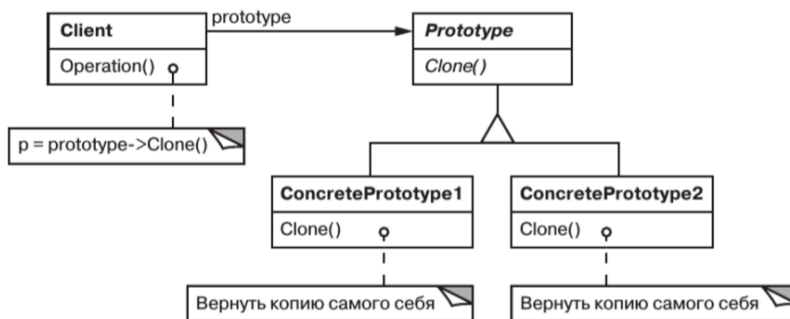 Client
prototype
Prototype
Operation()
Clone()
p = prototype->Clone()
ConcretePrototype1
ConcretePrototype2
Clone()
Clone()
Вернуть копию самого себя
Вернуть копию самого себя